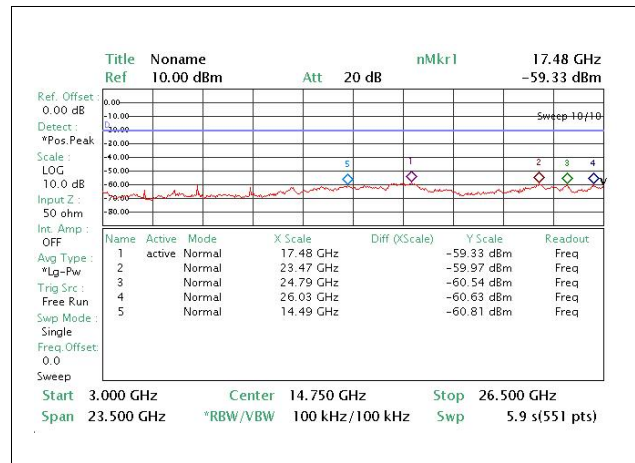 Title Noname nMkr1 17.48 GHz
Ref 10.00 dBm Att 20 dB -59.33 dBm
Ref. Offset :
0.00 dB
Detect :
*Pos.Peak
Scale :
LOG
10.0 dB
Input Z :
50 ohm
Int. Amp :
OFF
Avg Type :
*Lg-Pw
Trig Src :
Free Run
Swp Mode :
Single
Freq.Offset:
0.0
Sweep
0.00
-10.00
D
-20.00
-30.00
-40.00
-50.00
-60.00
-70.00
-80.00
Sweep 10/10
5 1 2 3 4
Name Active Mode X Scale Diff (XScale) Y Scale Readout
1 active Normal 17.48 GHz -59.33 dBm Freq
2 Normal 23.47 GHz -59.97 dBm Freq
3 Normal 24.79 GHz -60.54 dBm Freq
4 Normal 26.03 GHz -60.63 dBm Freq
5 Normal 14.49 GHz -60.81 dBm Freq
Start 3.000 GHz Center 14.750 GHz Stop 26.500 GHz
Span 23.500 GHz *RBW/VBW 100 kHz/100 kHz Swp 5.9 s(551 pts)